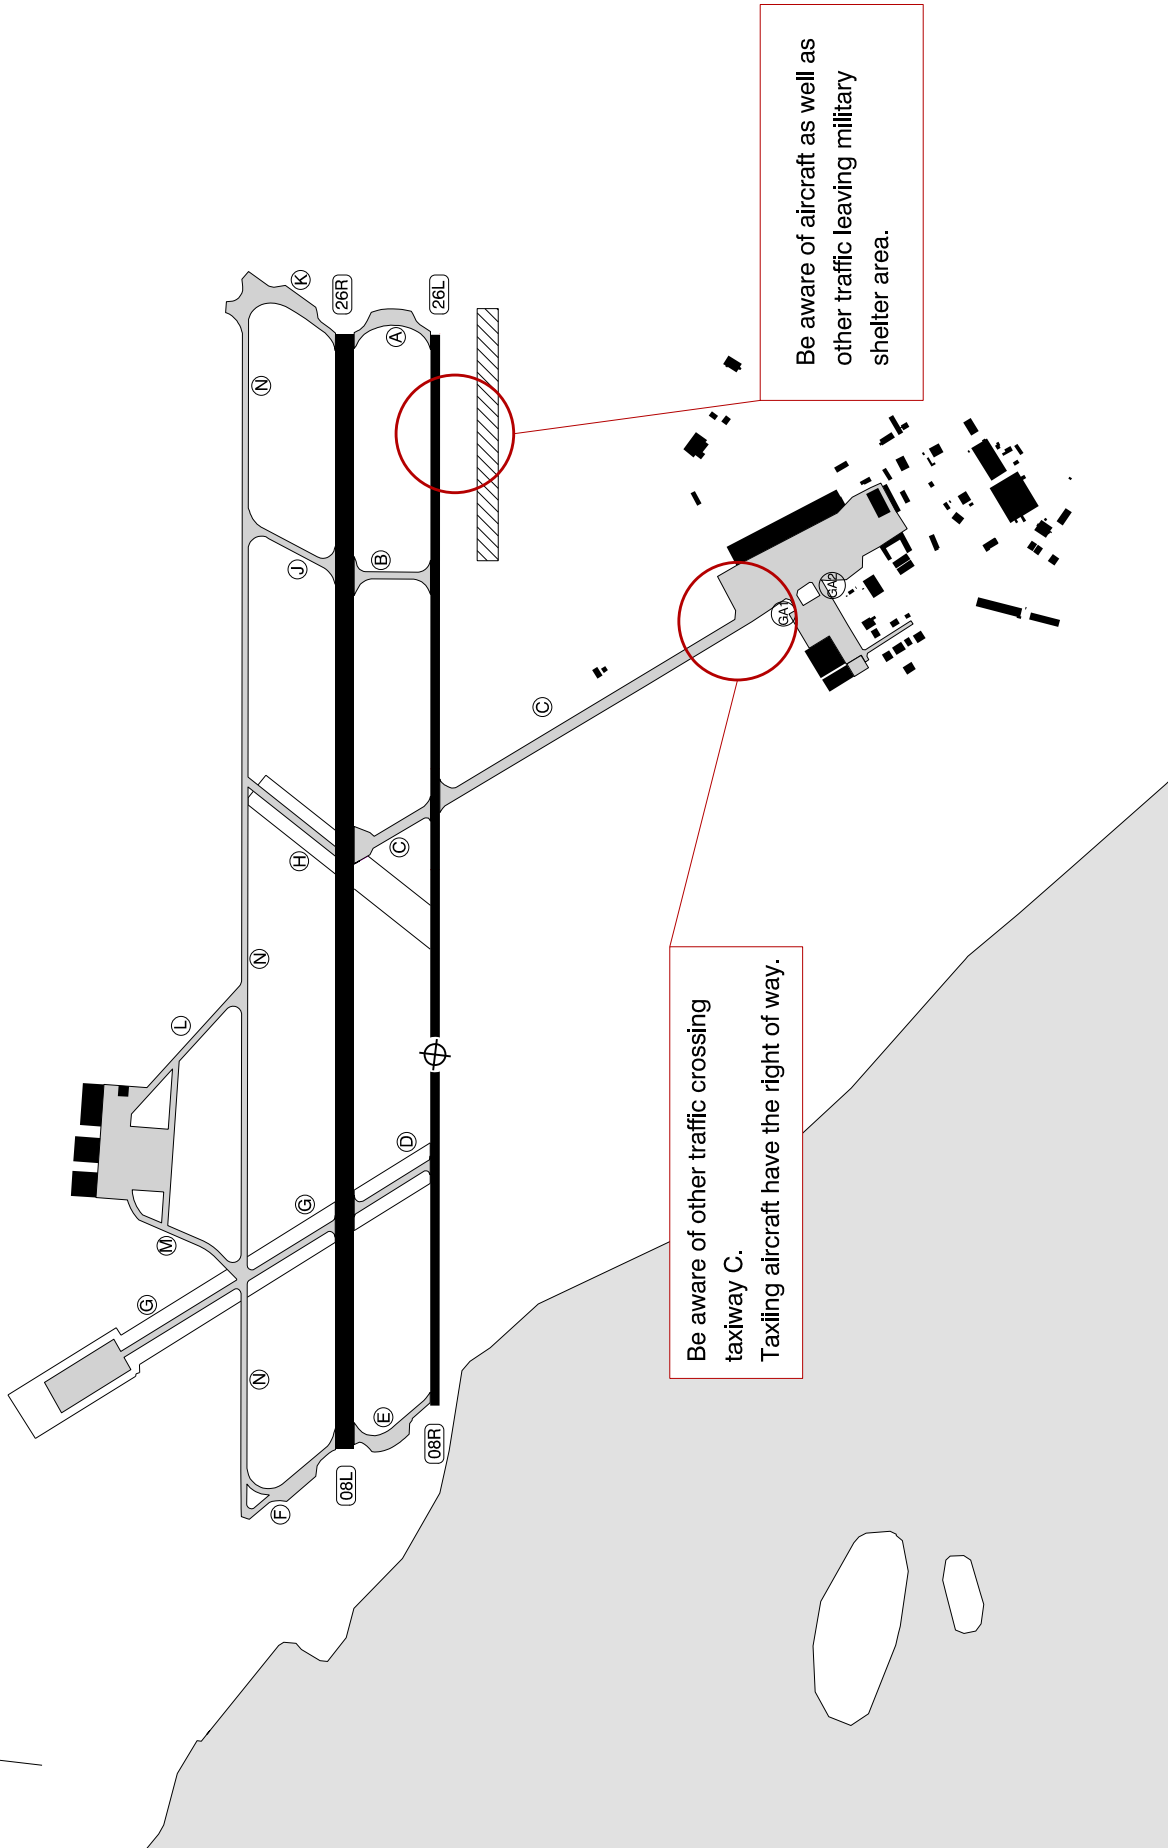 K
26R
26L
A
N
J
B
C
H
C
N
L
D
G
M
G
N
E
F
08L
08R
GA1
GA2
Be aware of aircraft as well as
other traffic leaving military
shelter area.
Be aware of other traffic crossing
taxiway C.
Taxiing aircraft have the right of way.